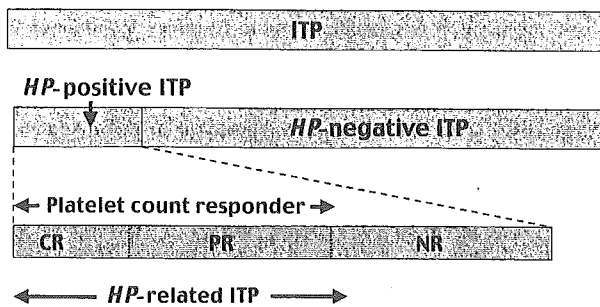 ITP
HP-positive ITP
HP-negative ITP
Platelet count responder
CR PR NR
HP-related ITP